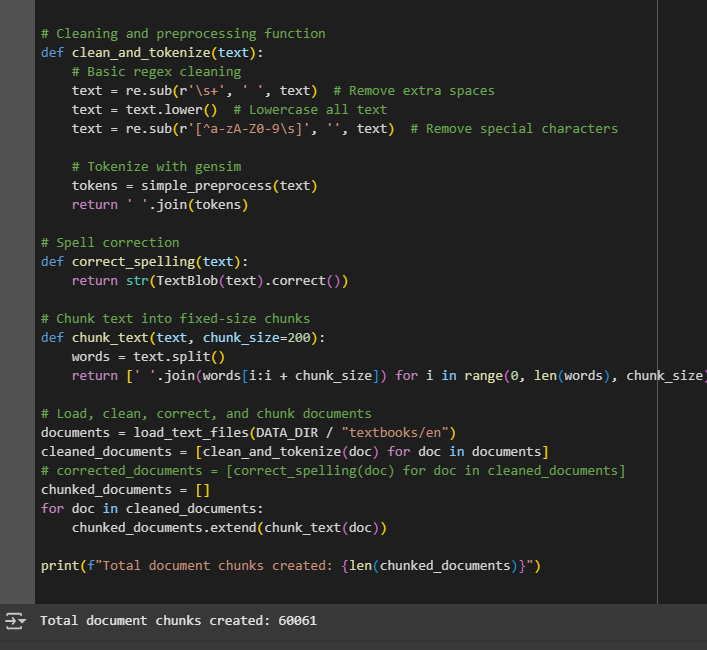 # Cleaning and preprocessing function
def clean_and_tokenize(text):
    # Basic regex cleaning
    text = re.sub(r'\s+', ' ', text)  # Remove extra spaces
    text = text.lower()  # Lowercase all text
    text = re.sub(r'[^a-zA-Z0-9\s]', '', text)  # Remove special characters

    # Tokenize with gensim
    tokens = simple_preprocess(text)
    return ' '.join(tokens)

# Spell correction
def correct_spelling(text):
    return str(TextBlob(text).correct())

# Chunk text into fixed-size chunks
def chunk_text(text, chunk_size=200):
    words = text.split()
    return [' '.join(words[i:i + chunk_size]) for i in range(0, len(words), chunk_size)

# Load, clean, correct, and chunk documents
documents = load_text_files(DATA_DIR / "textbooks/en")
cleaned_documents = [clean_and_tokenize(doc) for doc in documents]
# corrected_documents = [correct_spelling(doc) for doc in cleaned_documents]
chunked_documents = []
for doc in cleaned_documents:
    chunked_documents.extend(chunk_text(doc))

print(f"Total document chunks created: {len(chunked_documents)}")
Total document chunks created: 60061